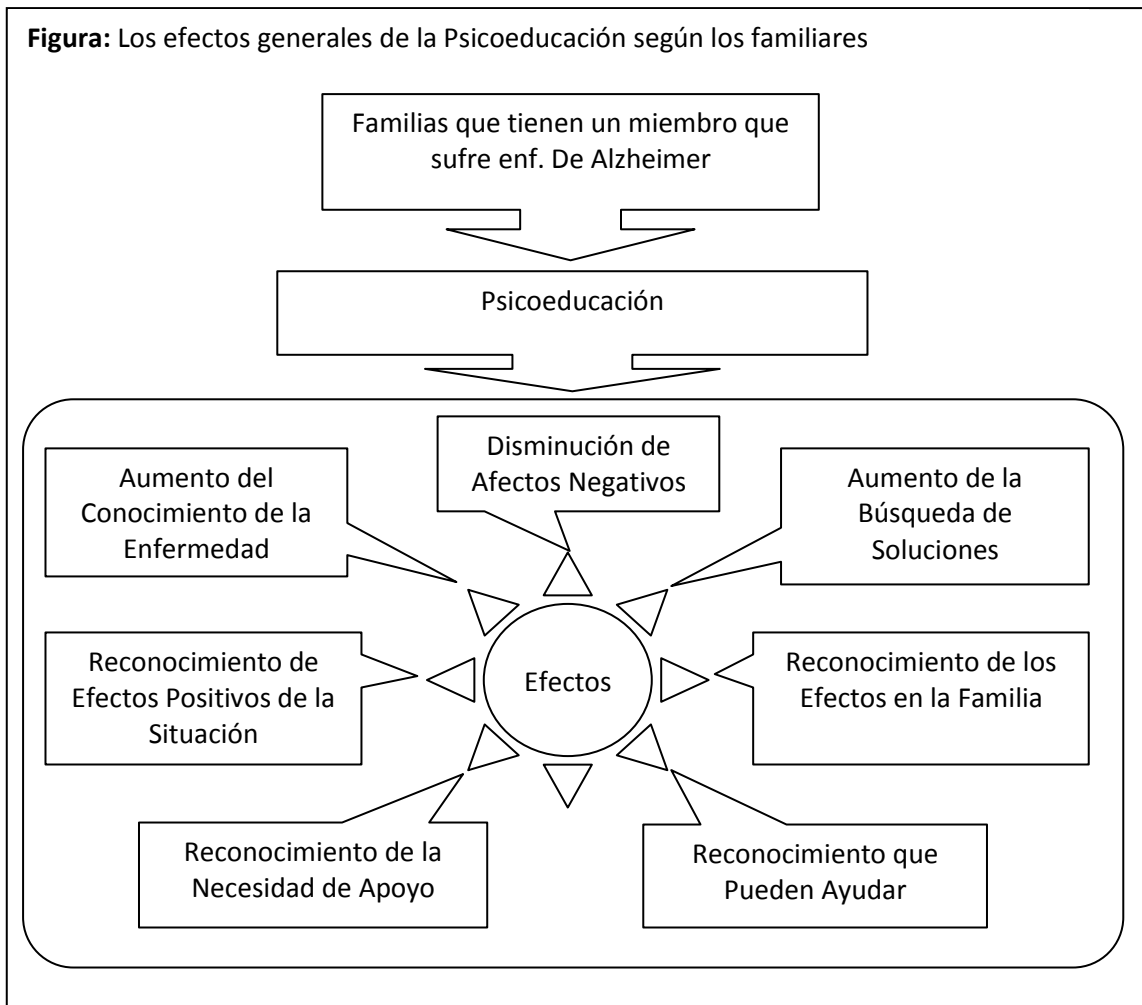 Figura: Los efectos generales de la Psicoeducación según los familiares
Familias que tienen un miembro que
sufre enf. De Alzheimer
Psicoeducación
Disminución de
Afectos Negativos
Aumento del
Conocimiento de la
Enfermedad
Aumento de la
Búsqueda de
Soluciones
Reconocimiento de
Efectos Positivos de la
Situación
Efectos
Reconocimiento de los
Efectos en la Familia
Reconocimiento de la
Necesidad de Apoyo
Reconocimiento que
Pueden Ayudar